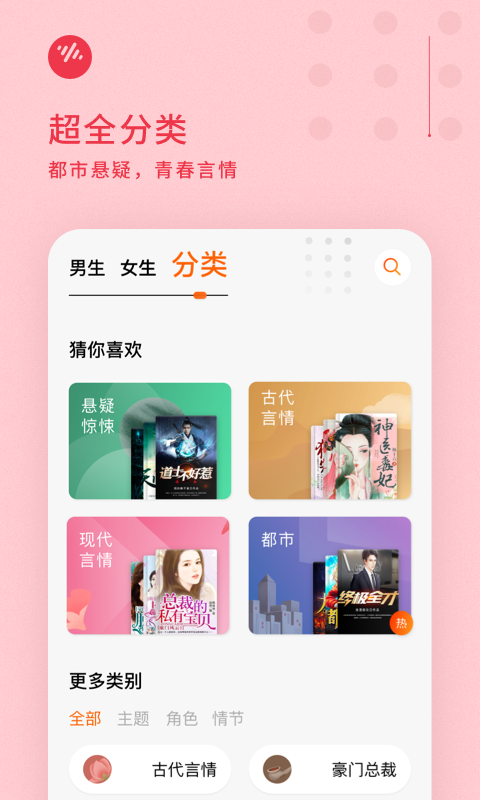 超全分类
都市悬疑，青春言情
男生 女生 分类
猜你喜欢
悬疑
惊悚
道士不好惹
古代
言情
神医毒妃
现代
言情
总裁的
私有宝贝
都市
终极全才
热
更多类别
全部 主题 角色 情节
古代言情
豪门总裁